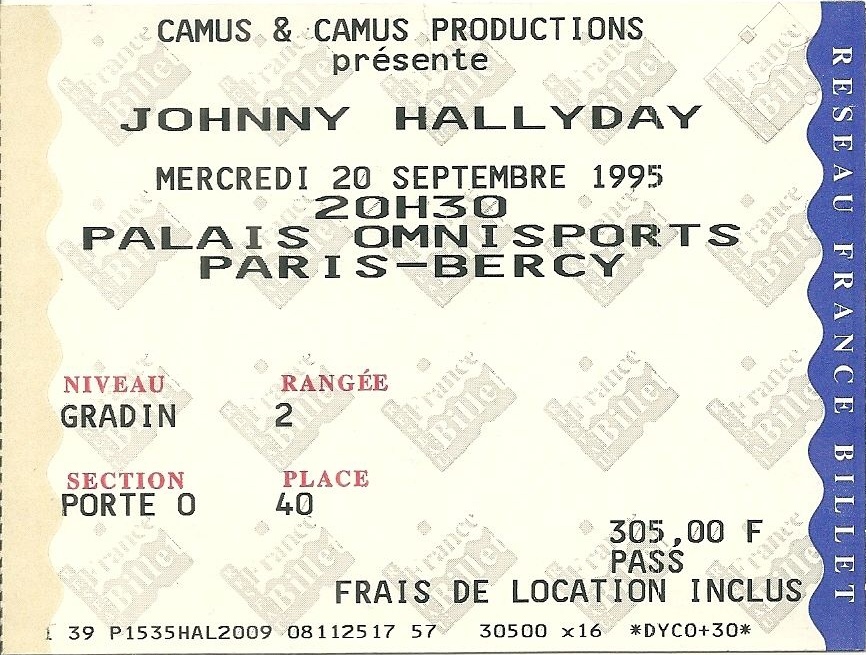 CAMUS & CAMUS PRODUCTIONS
présente
JOHNNY HALLYDAY
MERCREDI 20 SEPTEMBRE 1995
20H30
PALAIS OMNISPORTS
PARIS-BERCY
NIVEAU RANGÉE
GRADIN 2
SECTION PLACE
PORTE O 40
305,00 F
PASS
FRAIS DE LOCATION INCLUS
39 P1535HAL2009 08112517 57 30500 x16 *DYCO+30*
RESEAU FRANCE BILLET
France Billet